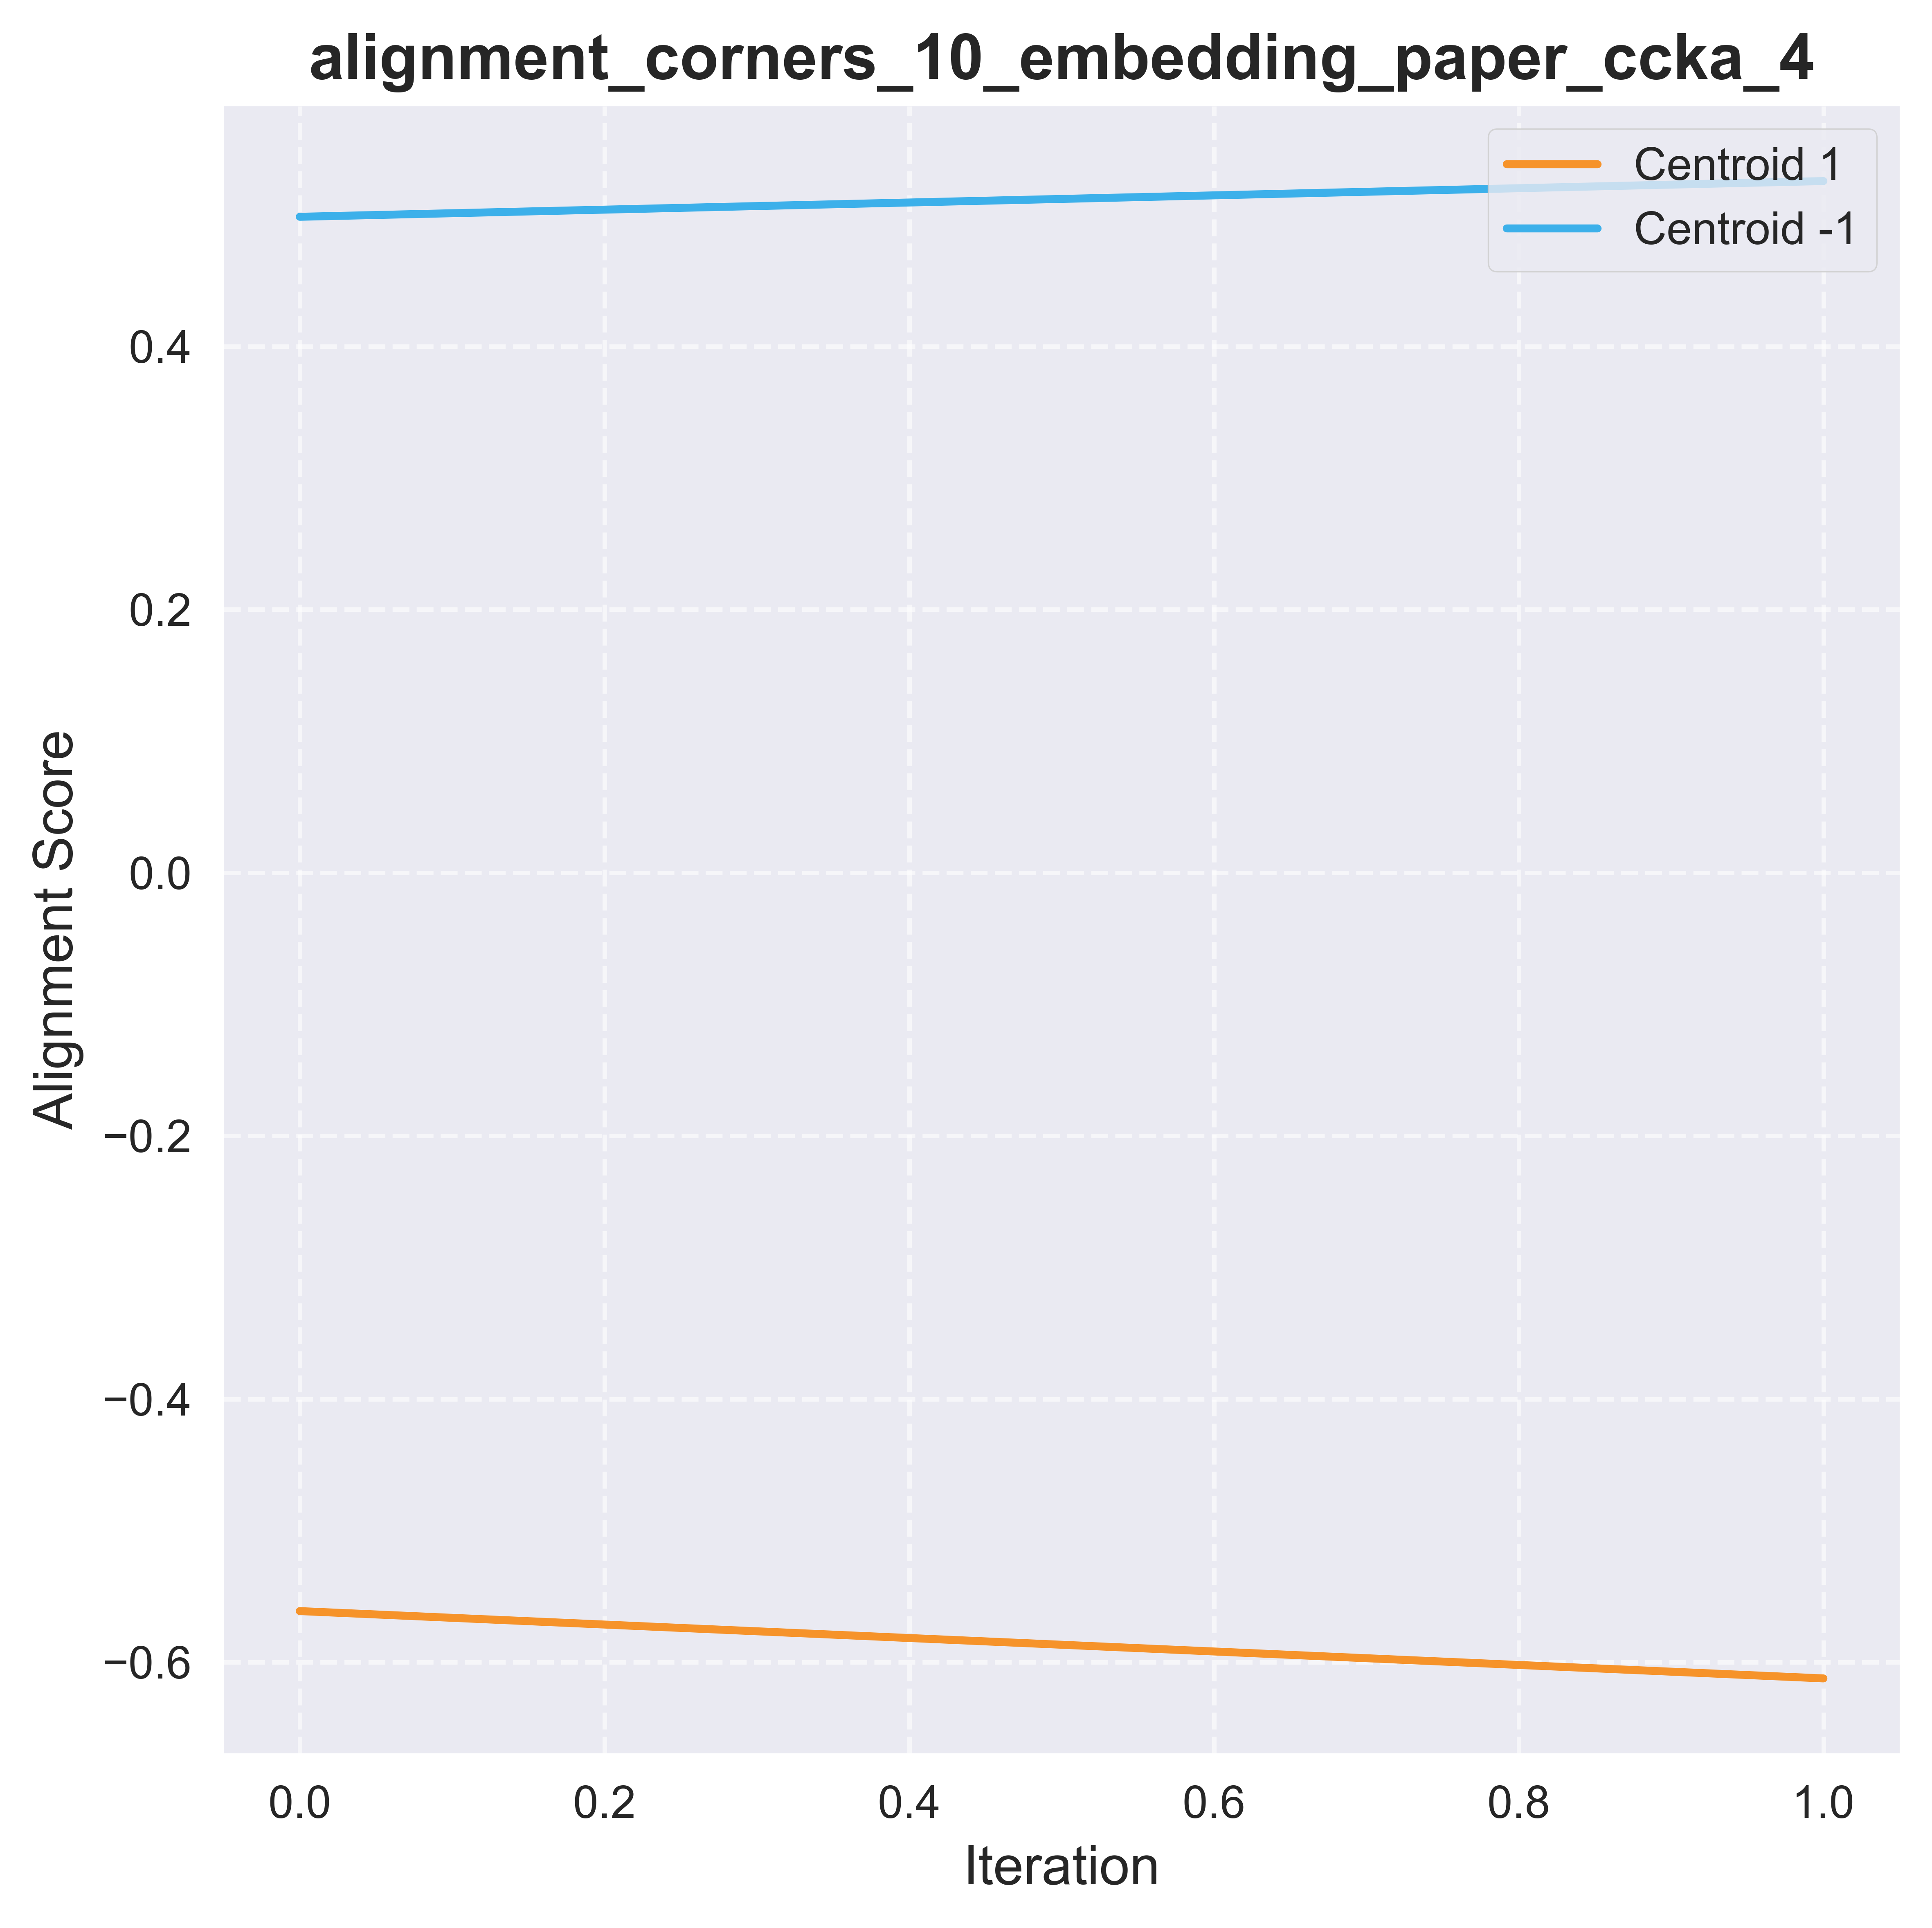 alignment_corners_10_embedding_paper_ccka_4
Centroid 1
Centroid -1
0.4
0.2
0.0
−0.2
−0.4
−0.6
Alignment Score
0.0 0.2 0.4 0.6 0.8 1.0
Iteration